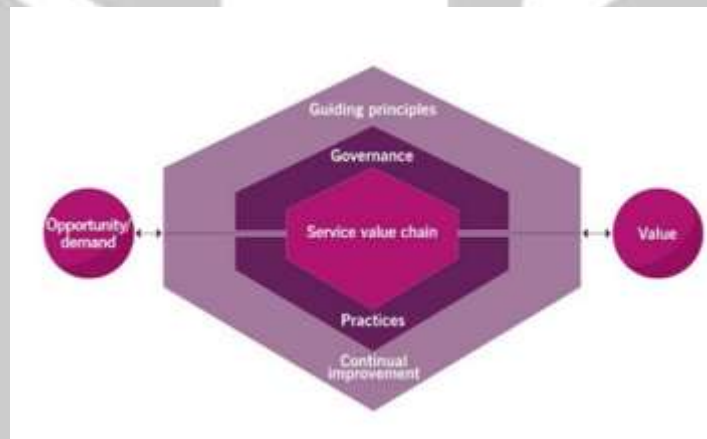 Guiding principles
Governance
Opportunity/
demand
Service value chain
Value
Practices
Continual
improvement